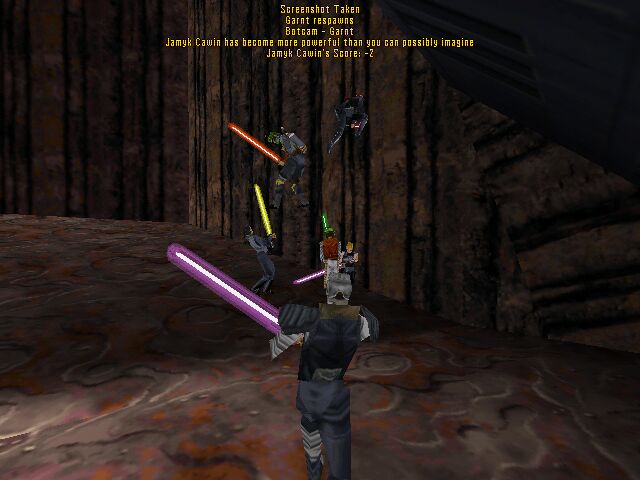 Screenshot Taken
Garnt respawns
Botcam - Garnt
Jamyk Cawin has become more powerful than you can possibly imagine
Jamyk Cawin's Score: -2